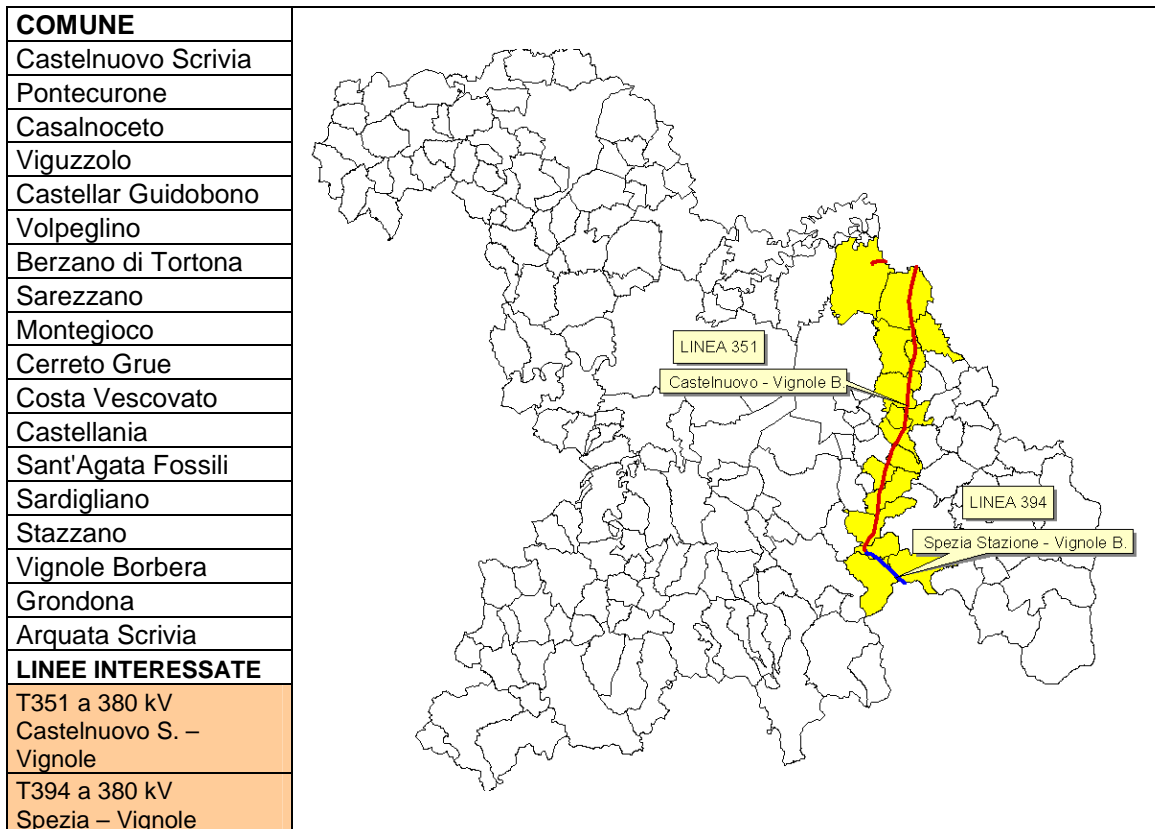 COMUNE
Castelnuovo Scrivia
Pontecurone
Casalnoceto
Viguzzolo
Castellar Guidobono
Volpeglino
Berzano di Tortona
Sarezzano
Montegioco
Cerreto Grue
Costa Vescovato
Castellania
Sant'Agata Fossili
Sardigliano
Stazzano
Vignole Borbera
Grondona
Arquata Scrivia
LINEE INTERESSATE
T351 a 380 kV
Castelnuovo S. –
Vignole
T394 a 380 kV
Spezia – Vignole
LINEA 351
Castelnuovo - Vignole B.
LINEA 394
Spezia Stazione - Vignole B.